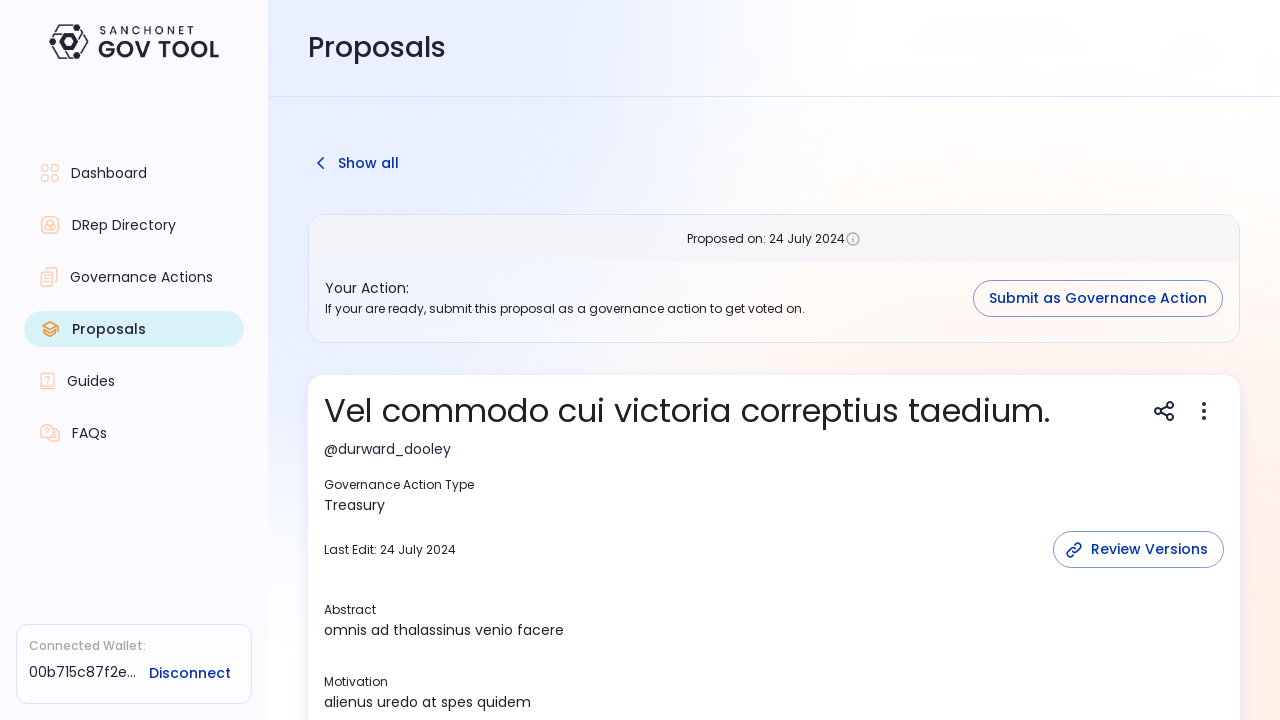 SANCHONET
GOV TOOL
Proposals
Dashboard
DRep Directory
Governance Actions
Proposals
Guides
FAQs
Connected Wallet:
00b715c87f2e...
Disconnect
Show all
Proposed on: 24 July 2024
Your Action:
If your are ready, submit this proposal as a governance action to get voted on.
Submit as Governance Action
Vel commodo cui victoria correptius taedium.
@durward_dooley
Governance Action Type
Treasury
Last Edit: 24 July 2024
Review Versions
Abstract
omnis ad thalassinus venio facere
Motivation
alienus uredo at spes quidem